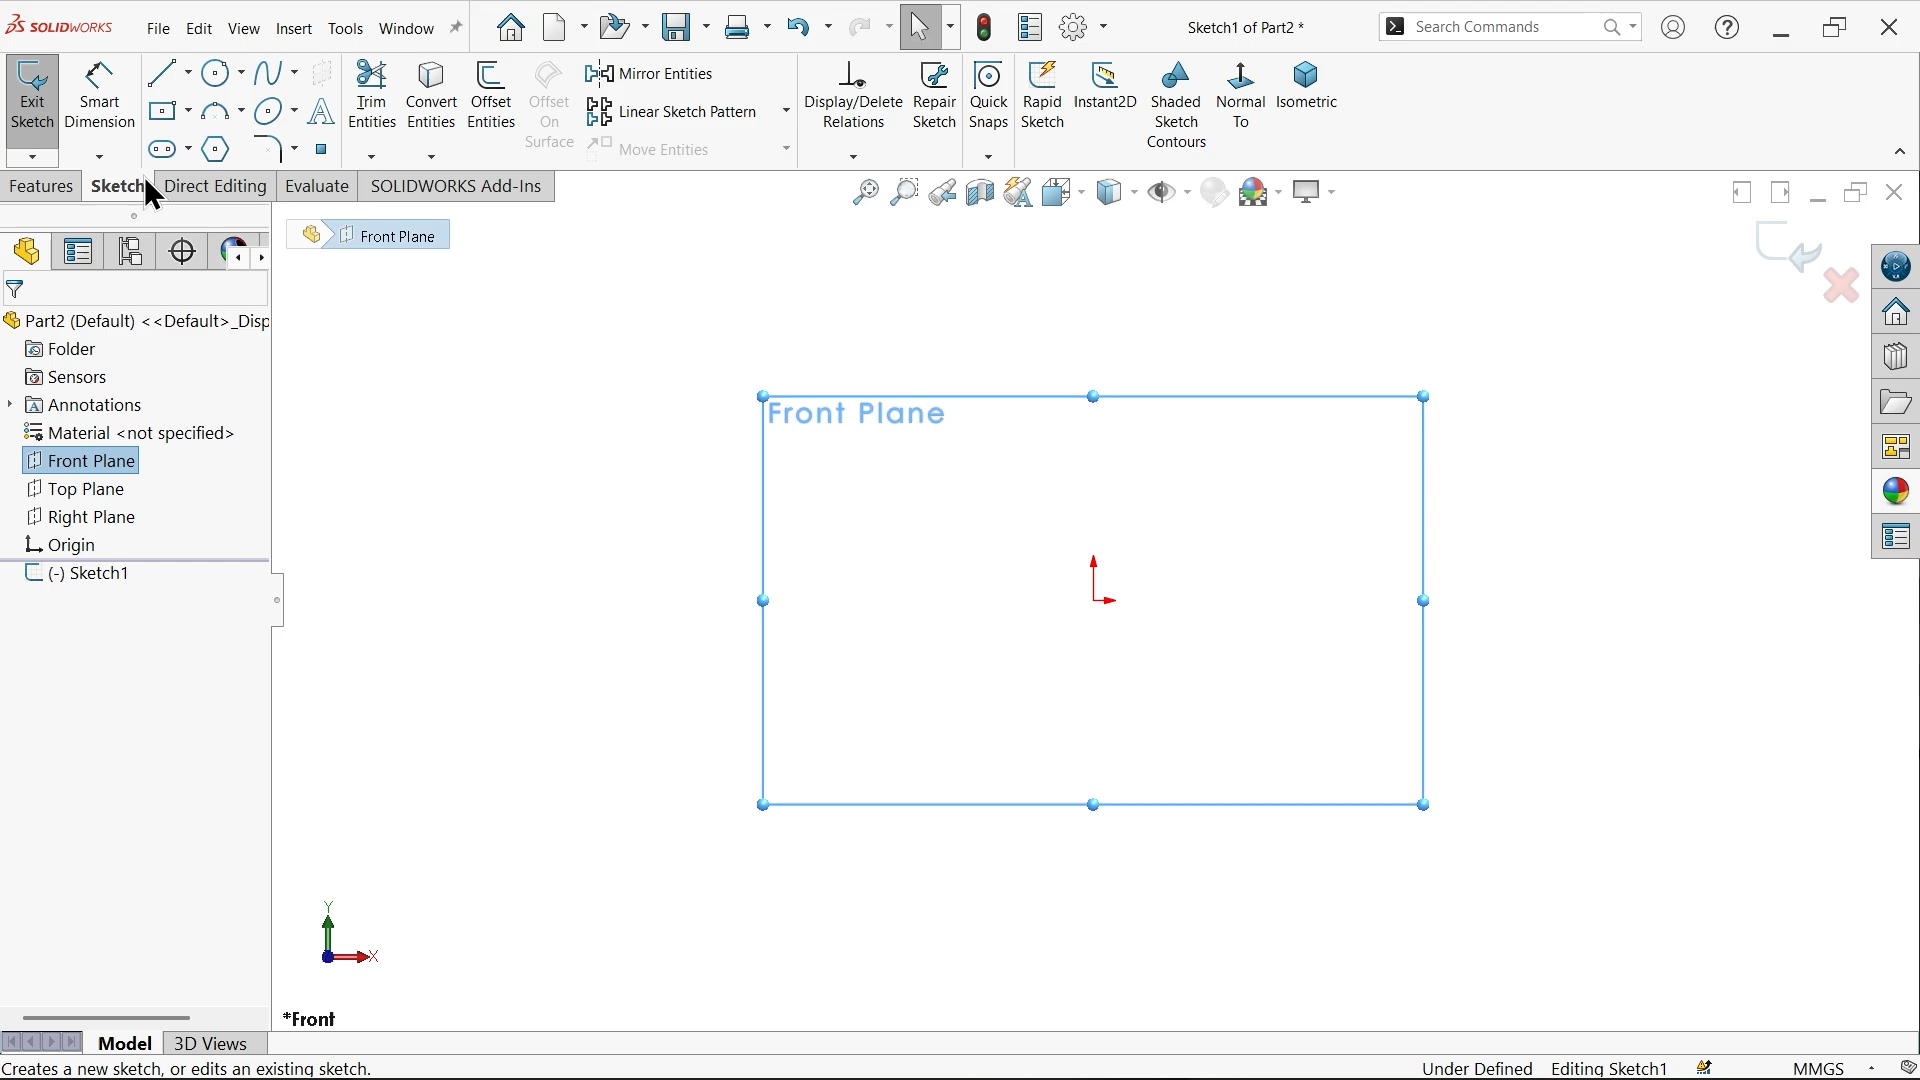 SOLIDWORKS
File Edit View Insert Tools Window
Sketch1 of Part2 *
Search Commands
Exit Sketch
Smart Dimension
Trim Entities
Convert Entities
Offset Entities
Offset On Surface
Mirror Entities
Linear Sketch Pattern
Move Entities
Display/Delete Relations
Repair Sketch
Quick Snaps
Rapid Sketch
Instant2D
Shaded Sketch Contours
Normal To
Isometric
Features Sketch Direct Editing Evaluate SOLIDWORKS Add-Ins
Front Plane
Part2 (Default) <<Default>_Disp
Folder
Sensors
Annotations
Material <not specified>
Front Plane
Top Plane
Right Plane
Origin
(-) Sketch1
Front Plane
Y
X
*Front
Model 3D Views
Creates a new sketch, or edits an existing sketch.
Under Defined Editing Sketch1 MMGS